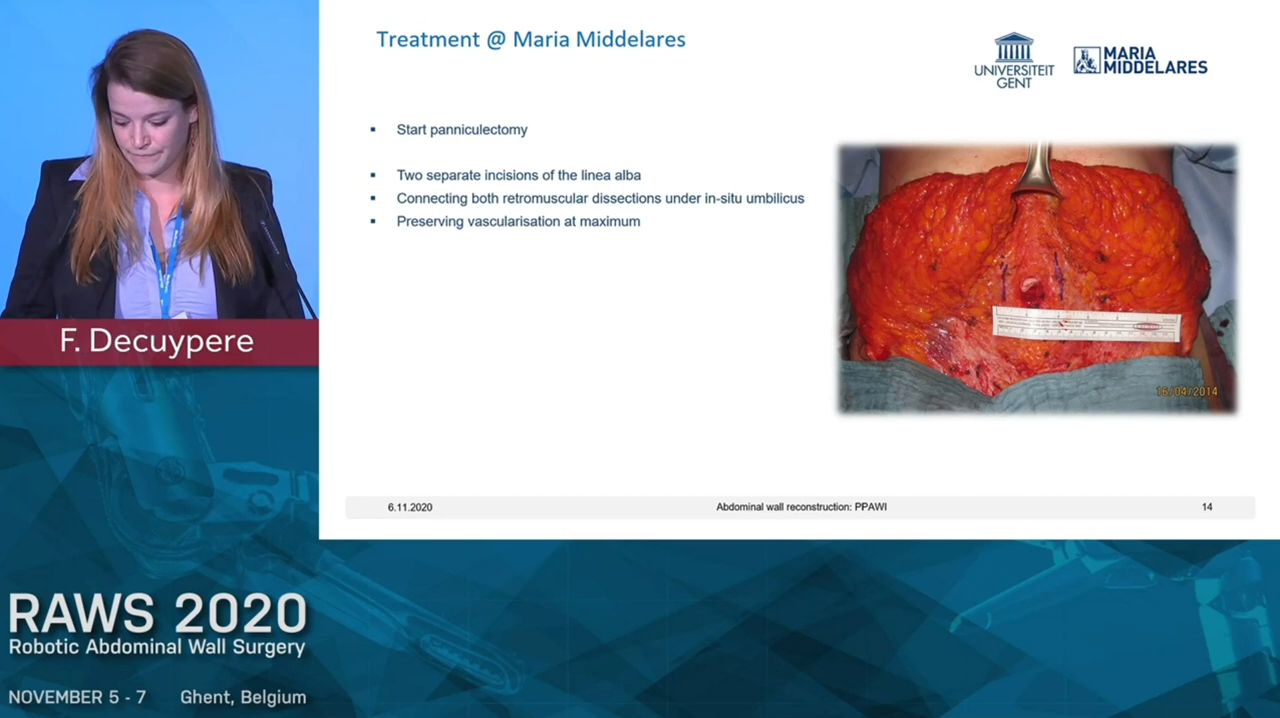 Treatment @ Maria Middelares
UNIVERSITEIT
GENT
MARIA
MIDDELARES
▪ Start panniculectomy
▪ Two separate incisions of the linea alba
▪ Connecting both retromuscular dissections under in-situ umbilicus
▪ Preserving vascularisation at maximum
16/04/2014
F. Decuypere
6.11.2020
Abdominal wall reconstruction: PPAWI
14
RAWS 2020
Robotic Abdominal Wall Surgery
NOVEMBER 5 - 7 Ghent, Belgium